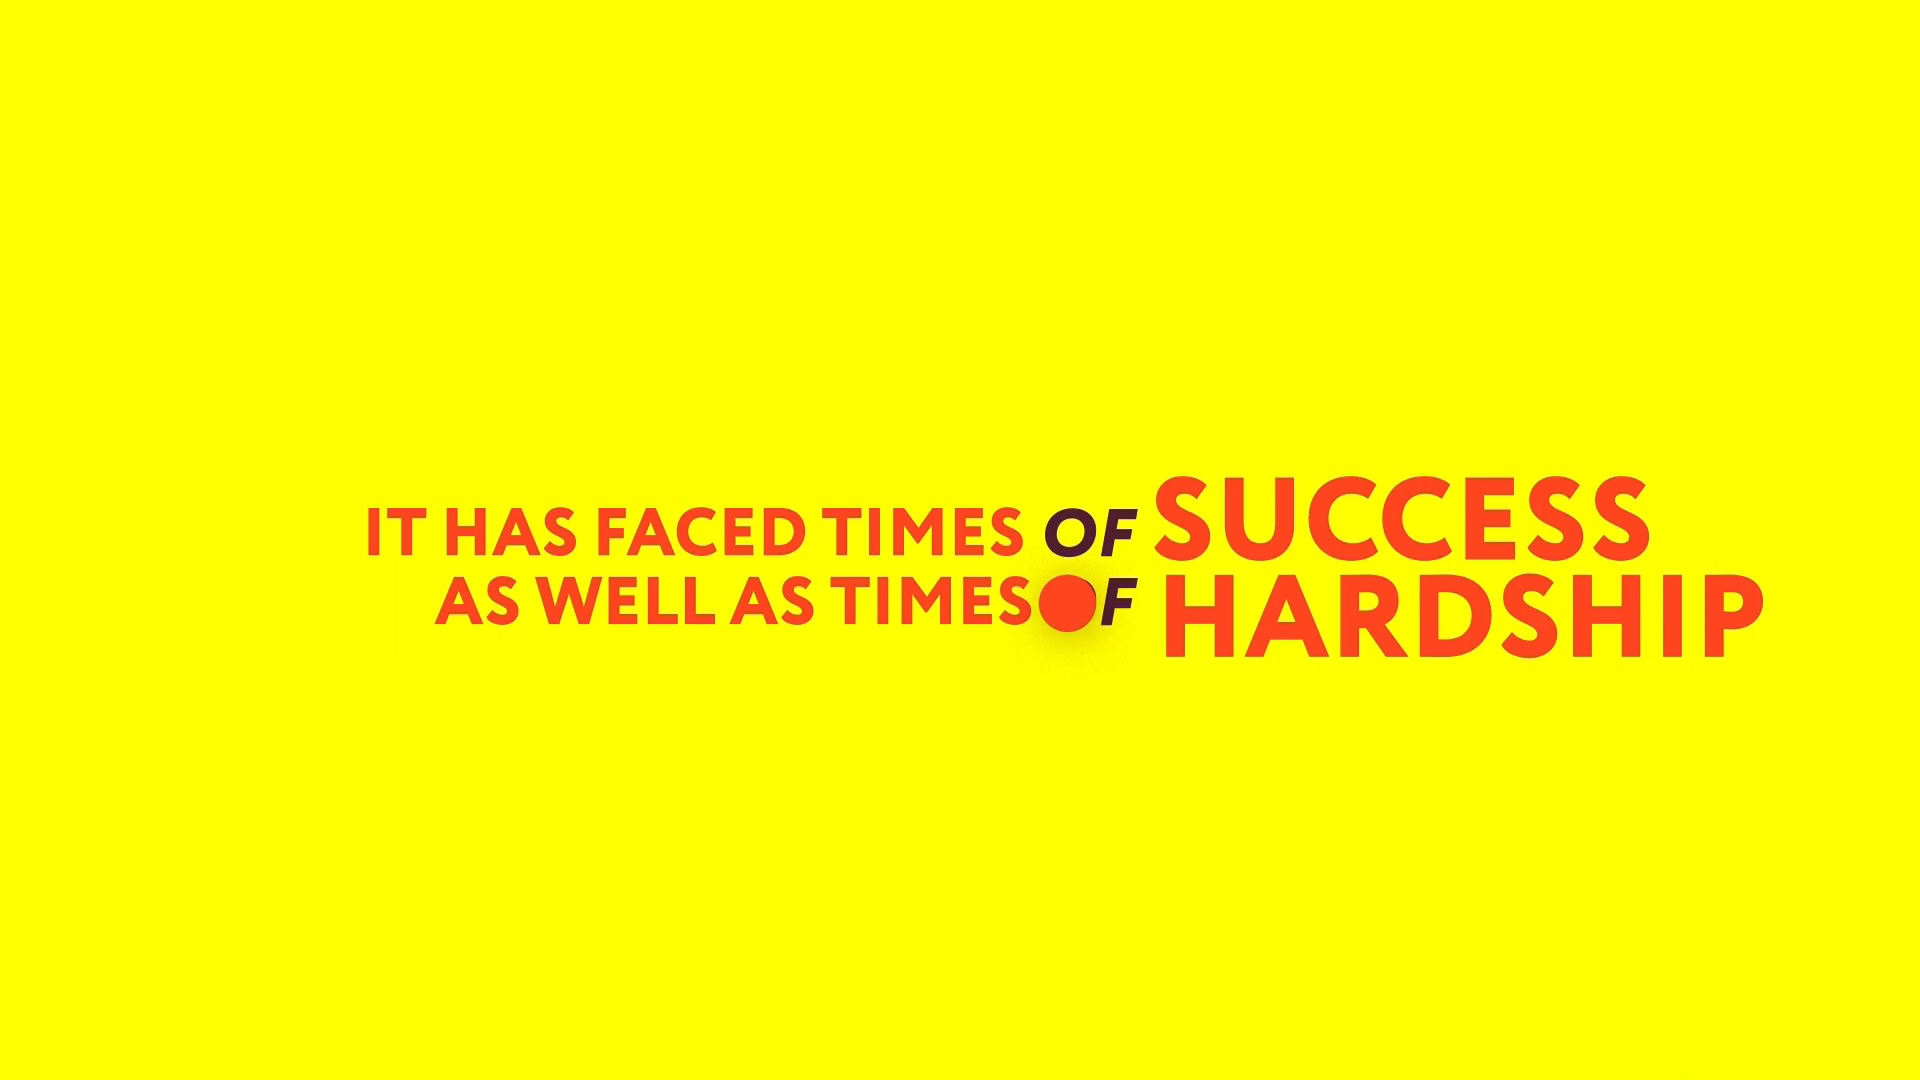 IT HAS FACED TIMES OF SUCCESS
AS WELL AS TIMES OF HARDSHIP